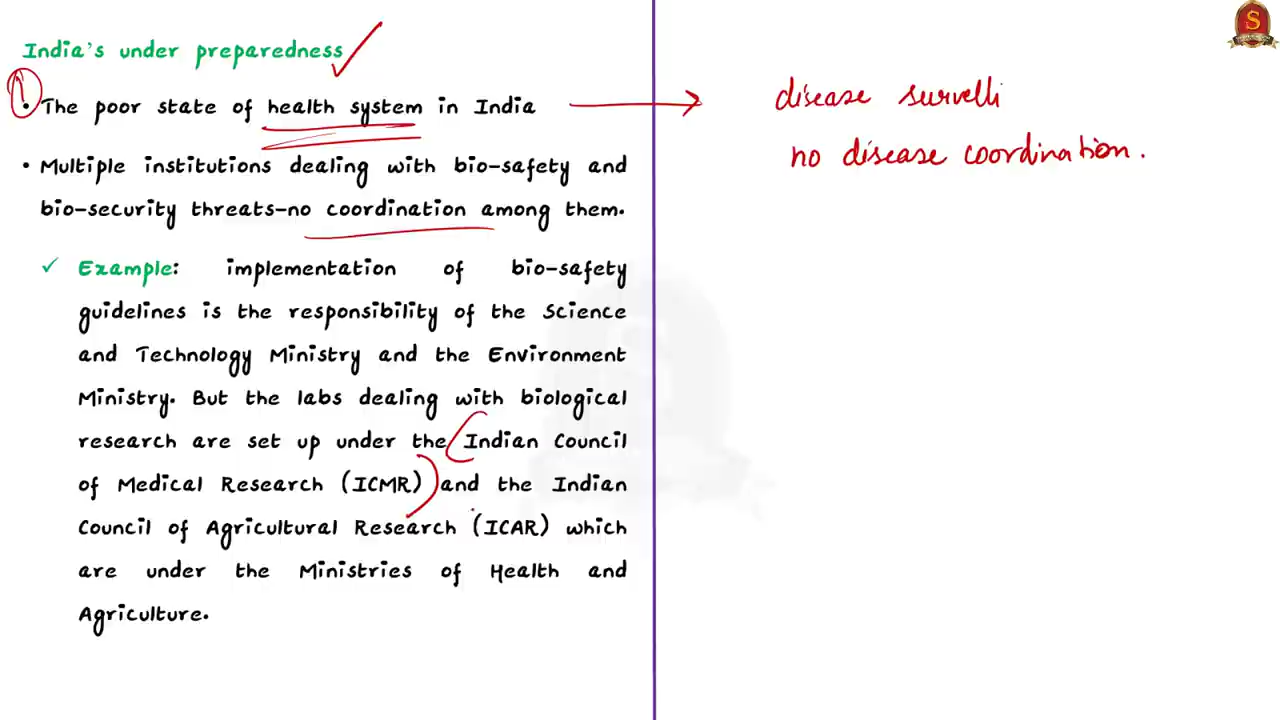 India's under preparedness
• The poor state of health system in India
• Multiple institutions dealing with bio-safety and
bio-security threats-no coordination among them.
✓ Example: implementation of bio-safety
guidelines is the responsibility of the Science
and Technology Ministry and the Environment
Ministry. But the labs dealing with biological
research are set up under the Indian Council
of Medical Research (ICMR) and the Indian
Council of Agricultural Research (ICAR) which
are under the Ministries of Health and
Agriculture.
disease survelli
no disease coordination.
S